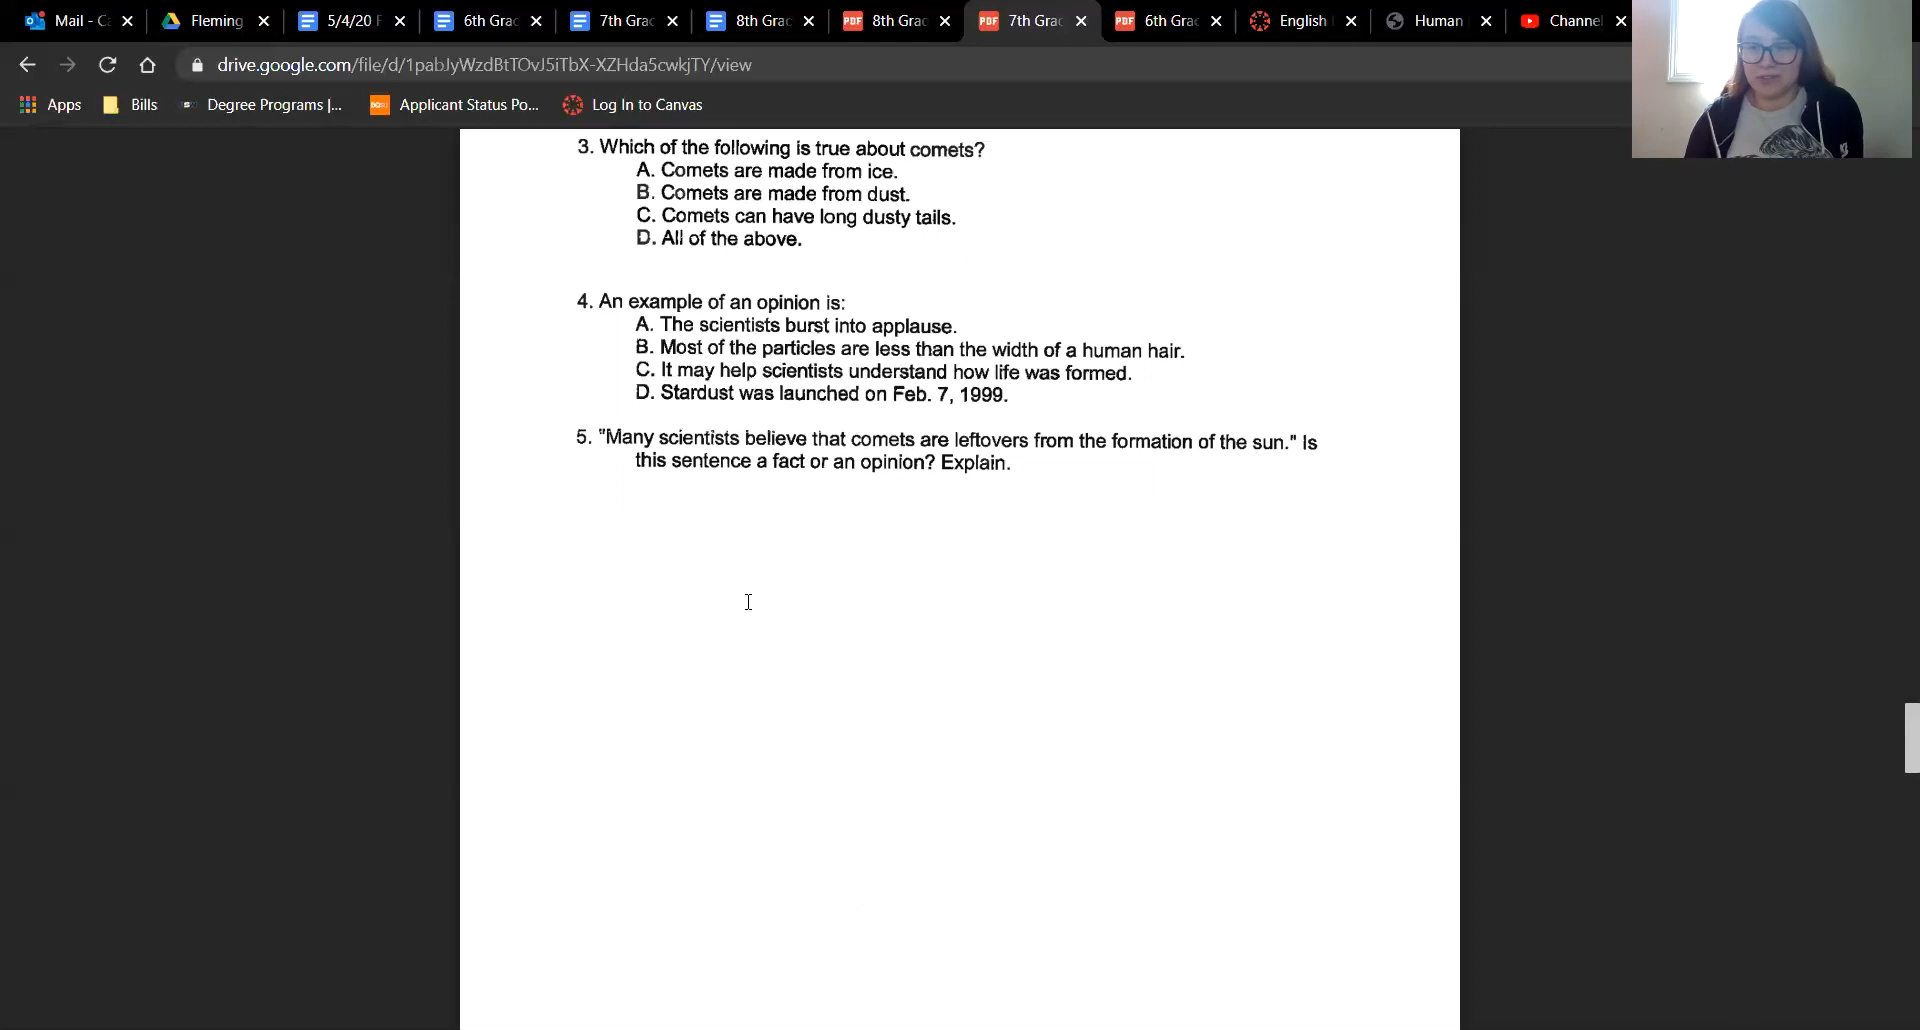 Mail - C
Fleming
5/4/20 F
6th Grac
7th Grac
8th Grac
PDF 8th Grac
PDF 7th Grac
PDF 6th Grac
English
Human
Channel
drive.google.com/file/d/1pabJyWzdBtTOvJ5iTbX-XZHda5cwkjTY/view
Apps Bills Degree Programs |... Applicant Status Po... Log In to Canvas
3. Which of the following is true about comets?
A. Comets are made from ice.
B. Comets are made from dust.
C. Comets can have long dusty tails.
D. All of the above.
4. An example of an opinion is:
A. The scientists burst into applause.
B. Most of the particles are less than the width of a human hair.
C. It may help scientists understand how life was formed.
D. Stardust was launched on Feb. 7, 1999.
5. "Many scientists believe that comets are leftovers from the formation of the sun." Is
this sentence a fact or an opinion? Explain.